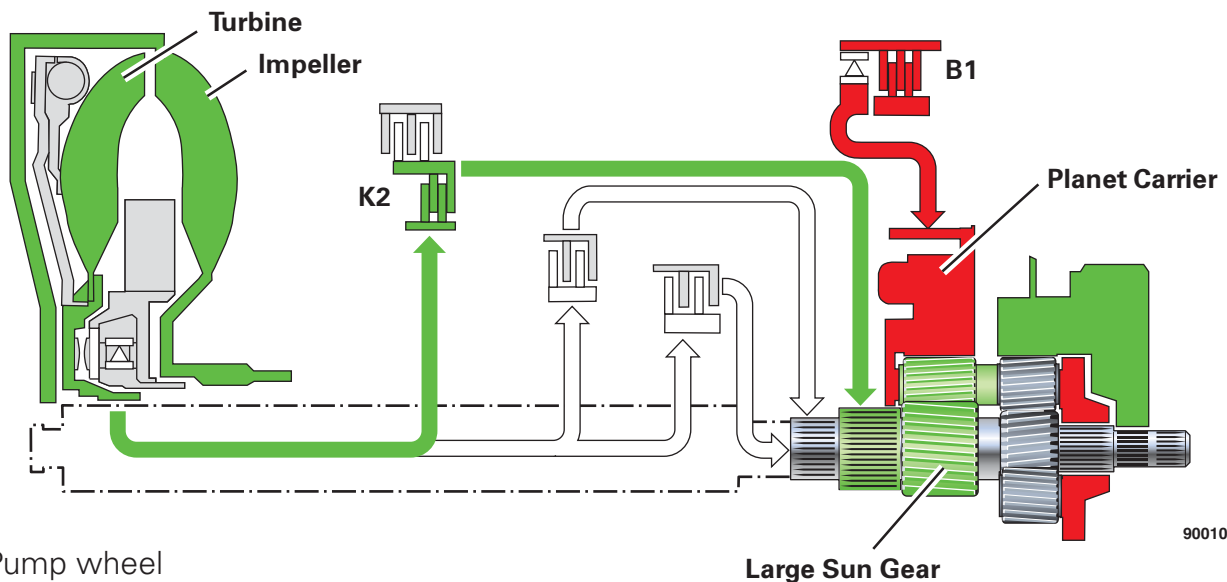 Turbine
Impeller
B1
K2
Planet Carrier
90010
Pump wheel
Large Sun Gear